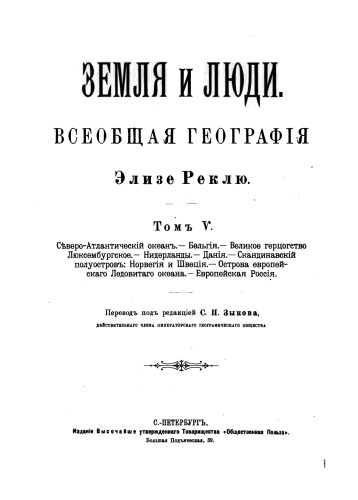 ЗЕМЛЯ И ЛЮДИ.
ВСЕОБЩАЯ ГЕОГРАФІЯ
Элизе Реклю.
Томъ V.
Сѣверо-Атлантическій океанъ.— Бельгія.— Великое герцогство
Люксембургское.— Нидерланды.— Данія.— Скандинавскій
полуостровъ: Норвегія и Швеція.— Острова европей-
скаго Ледовитаго океана.— Европейская Россія.
Переводъ подъ редакціей С. П. Зыкова,
ДѢЙСТВИТЕЛЬНАГО ЧЛЕНА ИМПЕРАТОРСКАГО ГЕОГРАФИЧЕСКАГО ОБЩЕСТВА
С.-ПЕТЕРБУРГЪ.
Изданіе Высочайше утвержденнаго Товарищества «Общественная Польза».
Большая Подъяческая, 39.